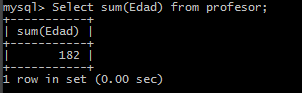 mysql> Select sum(Edad) from profesor;
+-----------+
| sum(Edad) |
+-----------+
|       182 |
+-----------+
1 row in set (0.00 sec)